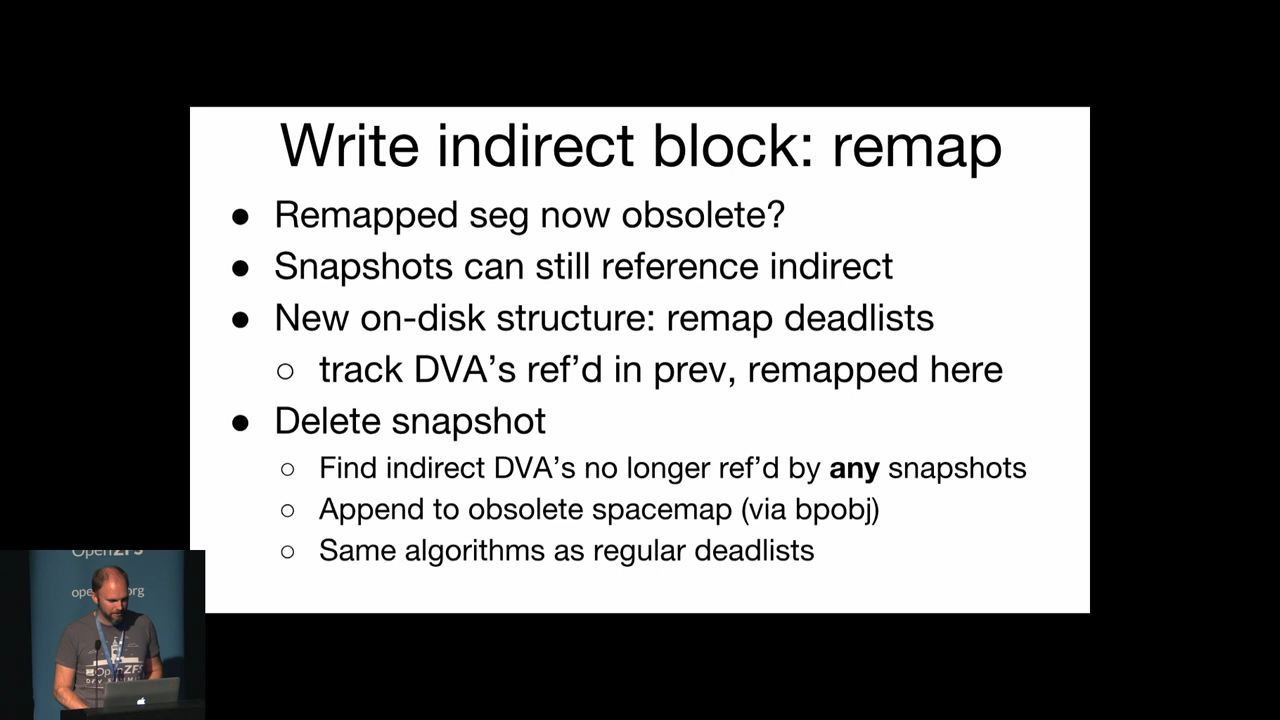 Write indirect block: remap
● Remapped seg now obsolete?
● Snapshots can still reference indirect
● New on-disk structure: remap deadlists
○ track DVA’s ref’d in prev, remapped here
● Delete snapshot
○ Find indirect DVA’s no longer ref’d by any snapshots
○ Append to obsolete spacemap (via bpobj)
○ Same algorithms as regular deadlists
OpenZFS
OpenZFS